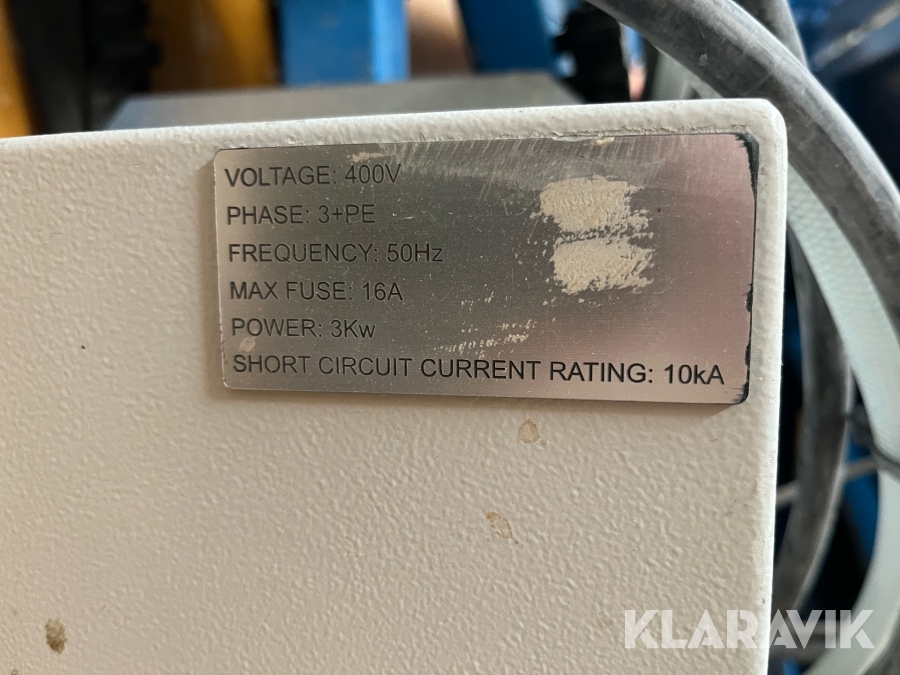 VOLTAGE: 400V
PHASE: 3+PE
FREQUENCY: 50Hz
MAX FUSE: 16A
POWER: 3Kw
SHORT CIRCUIT CURRENT RATING: 10kA
KLARAVIK